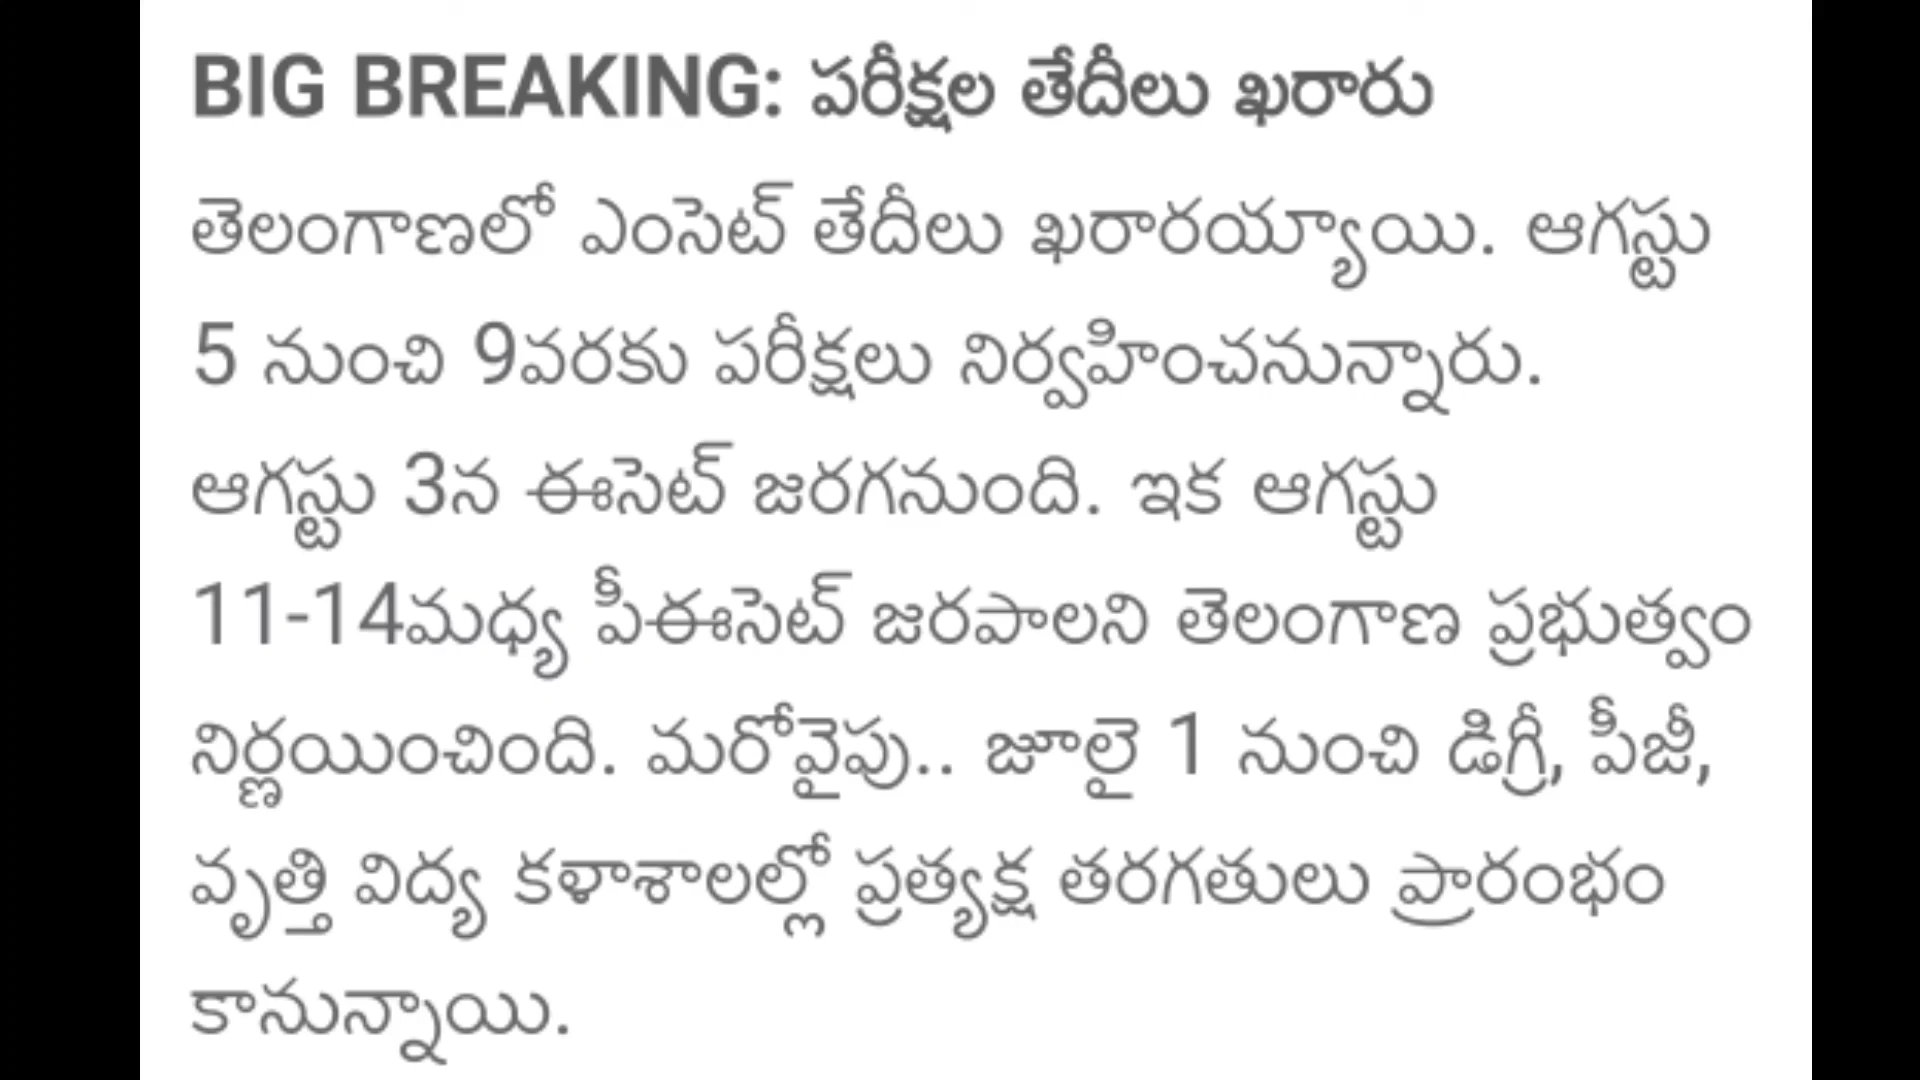 BIG BREAKING: పరీక్షల తేదీలు ఖరారు
తెలంగాణలో ఎంసెట్ తేదీలు ఖరారయ్యాయి. ఆగస్టు
5 నుంచి 9వరకు పరీక్షలు నిర్వహించనున్నారు.
ఆగస్టు 3న ఈసెట్ జరగనుంది. ఇక ఆగస్టు
11-14మధ్య పీఈసెట్ జరపాలని తెలంగాణ ప్రభుత్వం
నిర్ణయించింది. మరోవైపు.. జూలై 1 నుంచి డిగ్రీ, పీజీ,
వృత్తి విద్య కళాశాలల్లో ప్రత్యక్ష తరగతులు ప్రారంభం
కానున్నాయి.